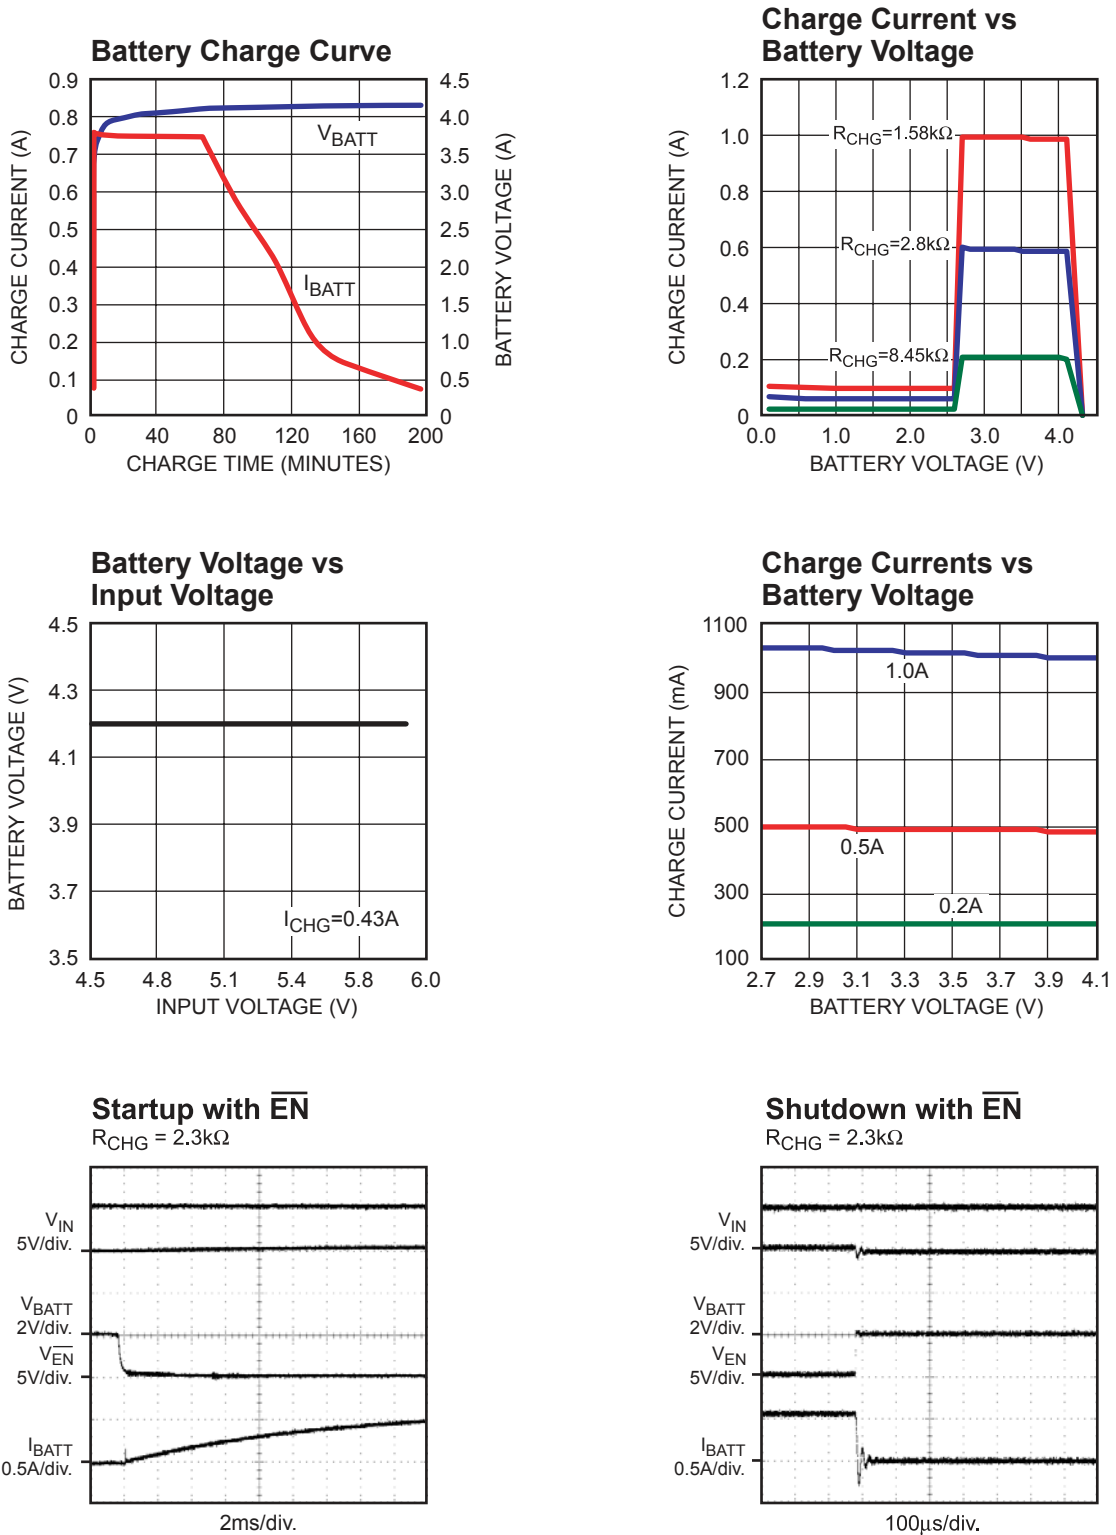 Battery Charge Curve
0.9
0.8
0.7
0.6
0.5
0.4
0.3
0.2
0.1
0
4.5
4.0
3.5
3.0
2.5
2.0
1.5
1.0
0.5
0
CHARGE CURRENT (A)
BATTERY VOLTAGE (A)
VBATT
IBATT
0 40 80 120 160 200
CHARGE TIME (MINUTES)
Charge Current vs
Battery Voltage
1.2
1.0
0.8
0.6
0.4
0.2
0
CHARGE CURRENT (A)
RCHG=1.58kΩ
RCHG=2.8kΩ
RCHG=8.45kΩ
0.0 1.0 2.0 3.0 4.0
BATTERY VOLTAGE (V)
Battery Voltage vs
Input Voltage
4.5
4.3
4.1
3.9
3.7
3.5
BATTERY VOLTAGE (V)
ICHG=0.43A
4.5 4.8 5.1 5.4 5.8 6.0
INPUT VOLTAGE (V)
Charge Currents vs
Battery Voltage
1100
900
700
500
300
100
CHARGE CURRENT (mA)
1.0A
0.5A
0.2A
2.7 2.9 3.1 3.3 3.5 3.7 3.9 4.1
BATTERY VOLTAGE (V)
Startup with E̅N̅
RCHG = 2.3kΩ
VIN
5V/div.
VBATT
2V/div.
VE̅N̅
5V/div.
IBATT
0.5A/div.
2ms/div.
Shutdown with E̅N̅
RCHG = 2.3kΩ
VIN
5V/div.
VBATT
2V/div.
VEN
5V/div.
IBATT
0.5A/div.
100µs/div.